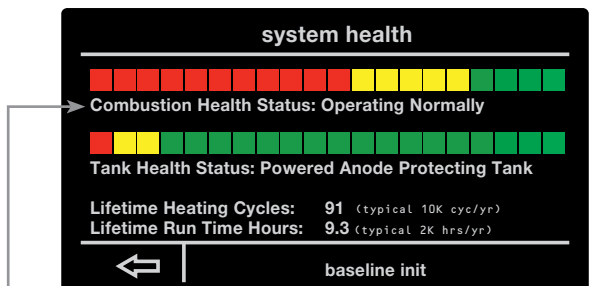 system health
Combustion Health Status: Operating Normally
Tank Health Status: Powered Anode Protecting Tank
Lifetime Heating Cycles: 91 (typical 10K cyc/yr)
Lifetime Run Time Hours: 9.3 (typical 2K hrs/yr)
baseline init